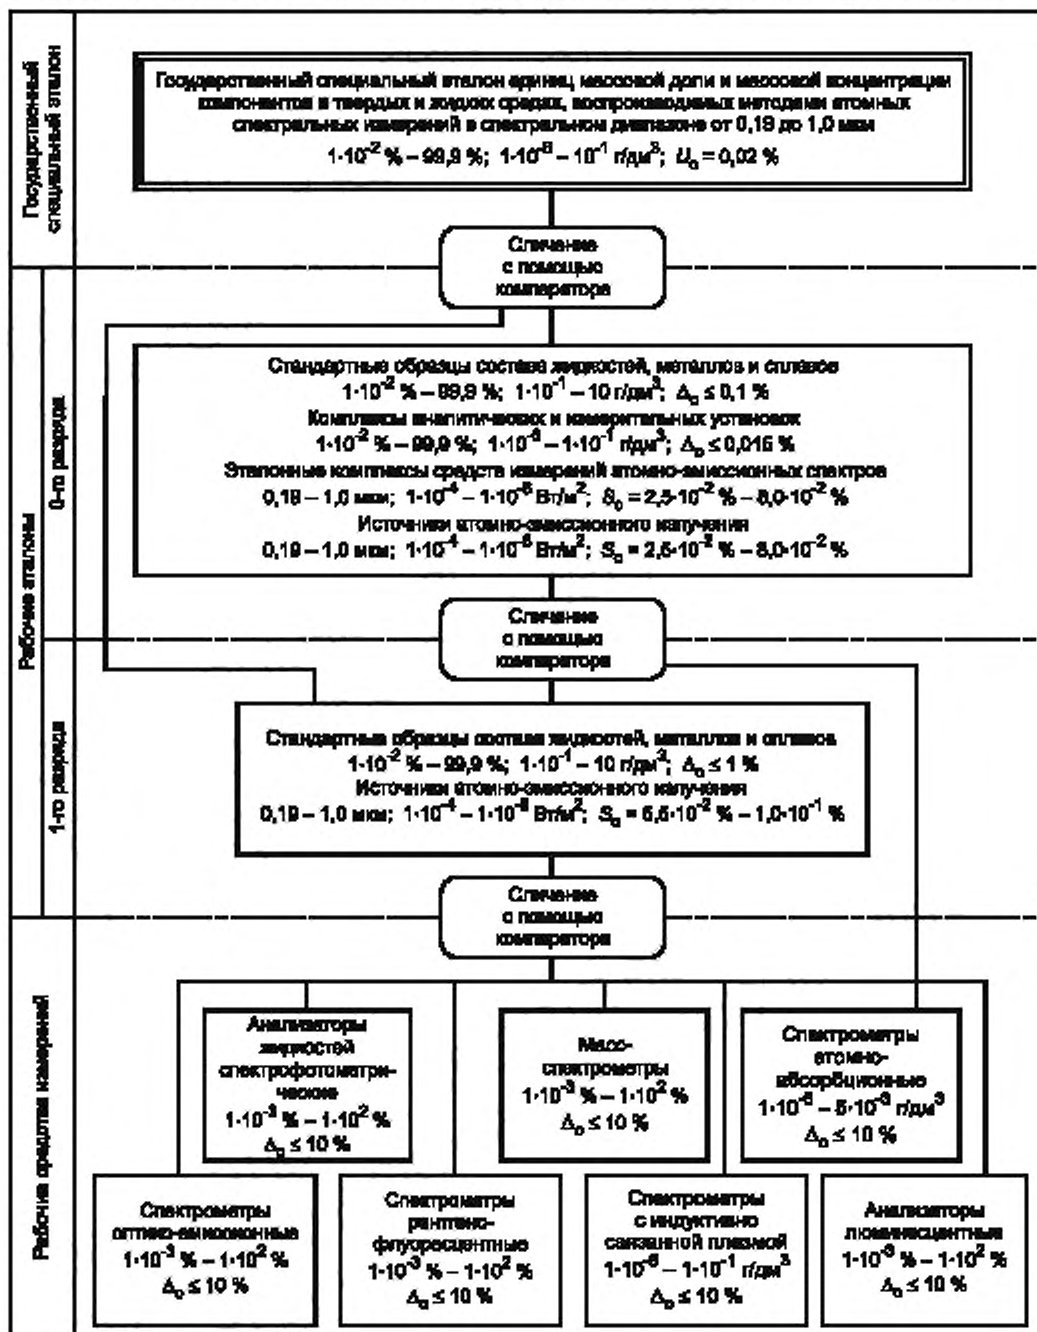 Государственный
специальный эталон
Государственный специальный эталон единиц массовой доли и массовой концентрации
компонентов в твердых и жидких средах, воспроизводимых методами атомных
спектральных измерений в спектральном диапазоне от 0,19 до 1,0 мкм
1·10⁻² % – 99,9 %; 1·10⁻⁶ – 10⁻¹ г/дм³; U₀ = 0,02 %
Сличение
с помощью
компаратора
Рабочие эталоны
0-го разряда
Стандартные образцы состава жидкостей, металлов и сплавов
1·10⁻² % – 99,9 %; 1·10⁻¹ – 10 г/дм³; Δ₀ ≤ 0,1 %
Комплексы аналитических и измерительных установок
1·10⁻² % – 99,9 %; 1·10⁻⁶ – 1·10⁻¹ г/дм³; Δ₀ ≤ 0,015 %
Эталонные комплексы средств измерений атомно-эмиссионных спектров
0,19 – 1,0 мкм; 1·10⁻⁴ – 1·10⁻⁶ Вт/м²; S₀ = 2,5·10⁻² % – 5,0·10⁻² %
Источники атомно-эмиссионного излучения
0,19 – 1,0 мкм; 1·10⁻⁴ – 1·10⁻⁶ Вт/м²; S₀ = 2,5·10⁻² % – 5,0·10⁻² %
Сличение
с помощью
компаратора
1-го разряда
Стандартные образцы состава жидкостей, металлов и сплавов
1·10⁻² % – 99,9 %; 1·10⁻¹ – 10 г/дм³; Δ₀ ≤ 1 %
Источники атомно-эмиссионного излучения
0,19 – 1,0 мкм; 1·10⁻⁴ – 1·10⁻⁶ Вт/м²; S₀ = 5,5·10⁻² % – 1,0·10⁻¹ %
Сличение
с помощью
компаратора
Рабочие средства измерений
Анализаторы
жидкостей
спектрофотометри-
ческие
1·10⁻³ % – 1·10² %
Δ₀ ≤ 10 %
Масс-
спектрометры
1·10⁻³ % – 1·10² %
Δ₀ ≤ 10 %
Спектрометры
атомно-
абсорбционные
1·10⁻⁶ – 5·10⁻³ г/дм³
Δ₀ ≤ 10 %
Спектрометры
оптико-эмиссионные
1·10⁻³ % – 1·10² %
Δ₀ ≤ 10 %
Спектрометры
рентгено-
флуоресцентные
1·10⁻³ % – 1·10² %
Δ₀ ≤ 10 %
Спектрометры
с индуктивно
связанной плазмой
1·10⁻⁶ – 1·10⁻¹ г/дм³
Δ₀ ≤ 10 %
Анализаторы
люминесцентные
1·10⁻³ % – 1·10² %
Δ₀ ≤ 10 %